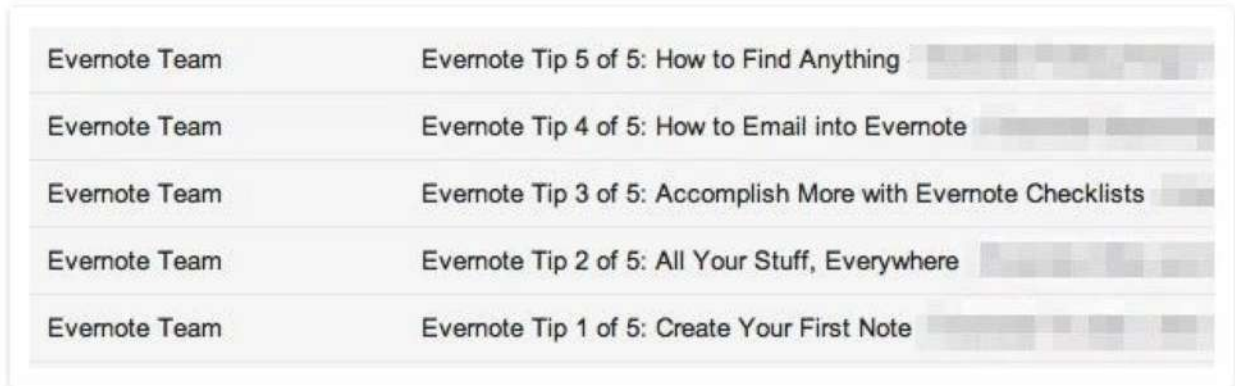 Evernote Team Evernote Tip 5 of 5: How to Find Anything
Evernote Team Evernote Tip 4 of 5: How to Email into Evernote
Evernote Team Evernote Tip 3 of 5: Accomplish More with Evernote Checklists
Evernote Team Evernote Tip 2 of 5: All Your Stuff, Everywhere
Evernote Team Evernote Tip 1 of 5: Create Your First Note